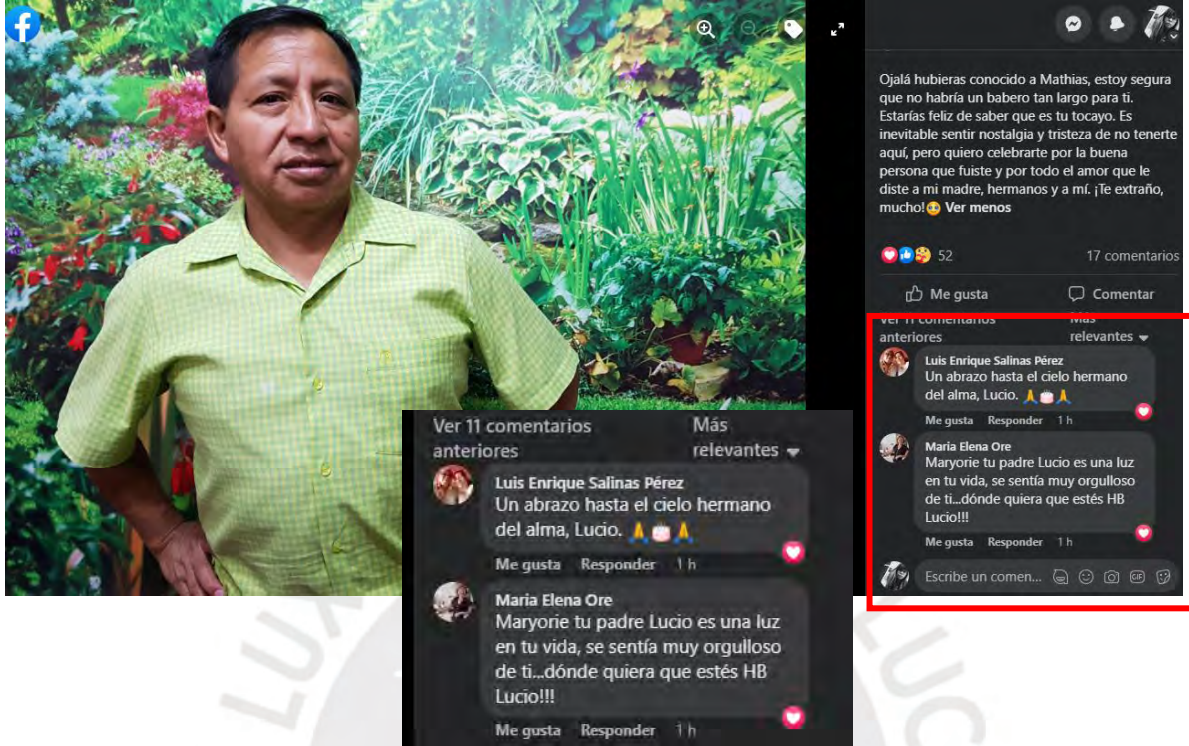 Ojalá hubieras conocido a Mathias, estoy segura
que no habría un babero tan largo para ti.
Estarías feliz de saber que es tu tocayo. Es
inevitable sentir nostalgia y tristeza de no tenerte
aquí, pero quiero celebrarte por la buena
persona que fuiste y por todo el amor que le
diste a mi madre, hermanos y a mí. ¡Te extraño,
mucho!🥺 Ver menos
52
17 comentarios
Me gusta
Comentar
Ver 11 comentarios
anteriores
Más
relevantes
Luis Enrique Salinas Pérez
Un abrazo hasta el cielo hermano
del alma, Lucio. 🙏🎂🙏
Me gusta Responder 1 h
Maria Elena Ore
Maryorie tu padre Lucio es una luz
en tu vida, se sentía muy orgulloso
de ti...dónde quiera que estés HB
Lucio!!!
Me gusta Responder 1 h
Escribe un comen...
GIF
Ver 11 comentarios
anteriores
Más
relevantes
Luis Enrique Salinas Pérez
Un abrazo hasta el cielo hermano
del alma, Lucio. 🙏🎂🙏
Me gusta Responder 1 h
Maria Elena Ore
Maryorie tu padre Lucio es una luz
en tu vida, se sentía muy orgulloso
de ti...dónde quiera que estés HB
Lucio!!!
Me gusta Responder 1 h